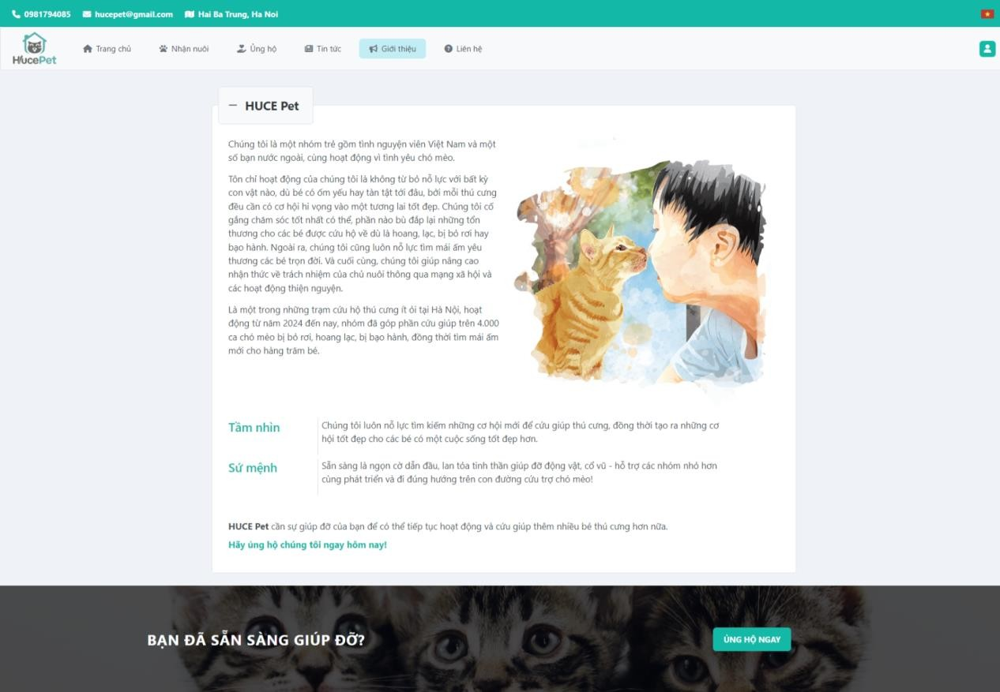 0981794085 hucepet@gmail.com Hai Ba Trung, Ha Noi
HucePet
Trang chủ Nhận nuôi Ủng hộ Tin tức Giới thiệu Liên hệ
HUCE Pet
Chúng tôi là một nhóm trẻ gồm tình nguyện viên Việt Nam và một
số bạn nước ngoài, cùng hoạt động vì tình yêu chó mèo.
Tôn chỉ hoạt động của chúng tôi là không từ bỏ nỗ lực với bất kỳ
con vật nào, dù bé có ốm yếu hay tàn tật tới đâu, bởi mỗi thú cưng
đều cần có cơ hội hi vọng vào một tương lai tốt đẹp. Chúng tôi cố
gắng chăm sóc tốt nhất có thể, phần nào bù đắp lại những tổn
thương cho các bé được cứu hộ về dù là hoang, lạc, bị bỏ rơi hay
bạo hành. Ngoài ra, chúng tôi cũng luôn nỗ lực tìm mái ấm yêu
thương các bé trọn đời. Và cuối cùng, chúng tôi giúp nâng cao
nhận thức về trách nhiệm của chủ nuôi thông qua mạng xã hội và
các hoạt động thiện nguyện.
Là một trong những trạm cứu hộ thú cưng ít ỏi tại Hà Nội, hoạt
động từ năm 2024 đến nay, nhóm đã góp phần cứu giúp trên 4.000
ca chó mèo bị bỏ rơi, hoang lạc, bị bạo hành, đồng thời tìm mái ấm
mới cho hàng trăm bé.
Tầm nhìn
Chúng tôi luôn nỗ lực tìm kiếm những cơ hội mới để cứu giúp thú cưng, đồng thời tạo ra những cơ
hội tốt đẹp cho các bé có một cuộc sống tốt đẹp hơn.
Sứ mệnh
Sẵn sàng là ngọn cờ dẫn đầu, lan tỏa tinh thần giúp đỡ động vật, cổ vũ - hỗ trợ các nhóm nhỏ hơn
cùng phát triển và đi đúng hướng trên con đường cứu trợ chó mèo!
HUCE Pet cần sự giúp đỡ của bạn để có thể tiếp tục hoạt động và cứu giúp thêm nhiều bé thú cưng hơn nữa.
Hãy ủng hộ chúng tôi ngay hôm nay!
BẠN ĐÃ SẴN SÀNG GIÚP ĐỠ?
ỦNG HỘ NGAY